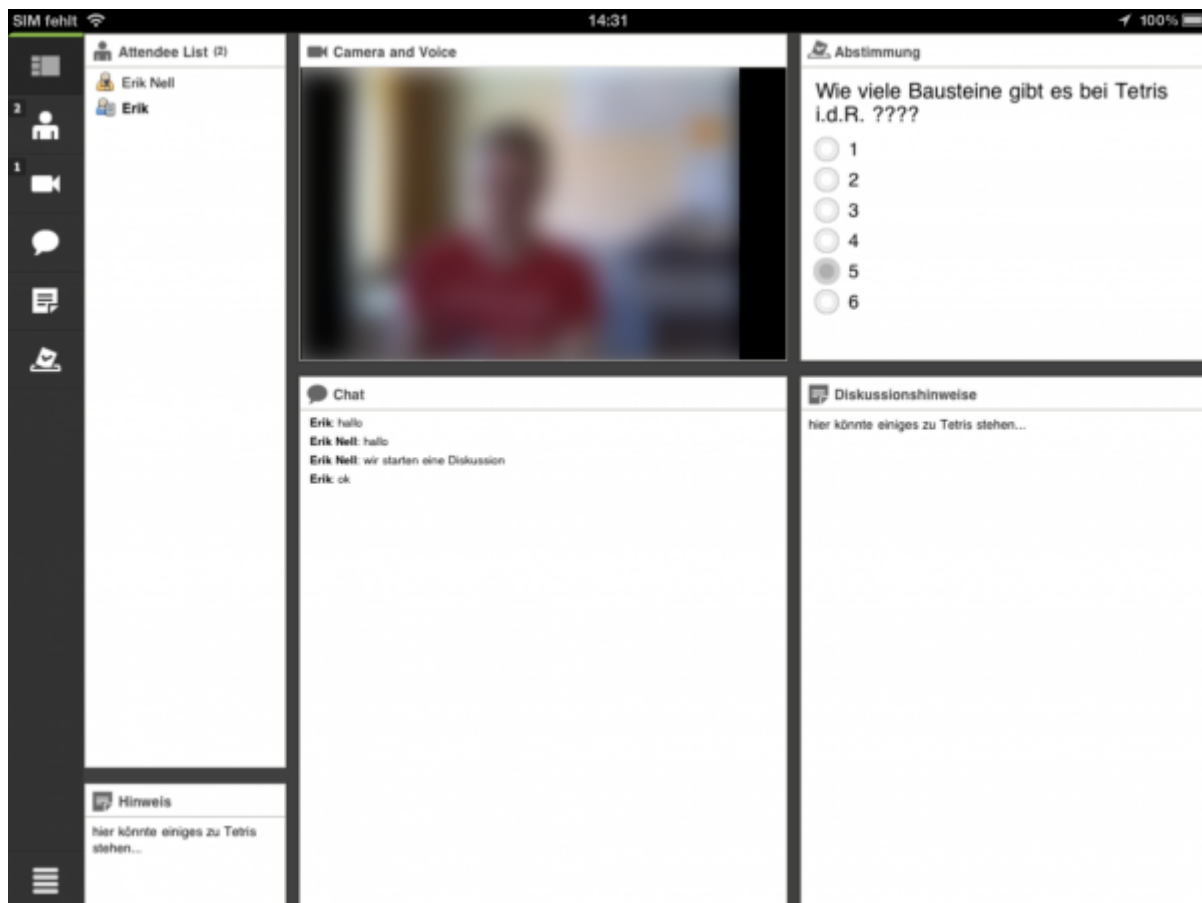 SIM fehlt
14:31
100%
2
1
Attendee List (2)
Erik Nell
Erik
Camera and Voice
Abstimmung
Wie viele Bausteine gibt es bei Tetris
i.d.R. ????
1
2
3
4
5
6
Chat
Erik: hallo
Erik Nell: hallo
Erik Nell: wir starten eine Diskussion
Erik: ok
Diskussionshinweise
hier könnte einiges zu Tetris stehen...
Hinweis
hier könnte einiges zu Tetris
stehen...